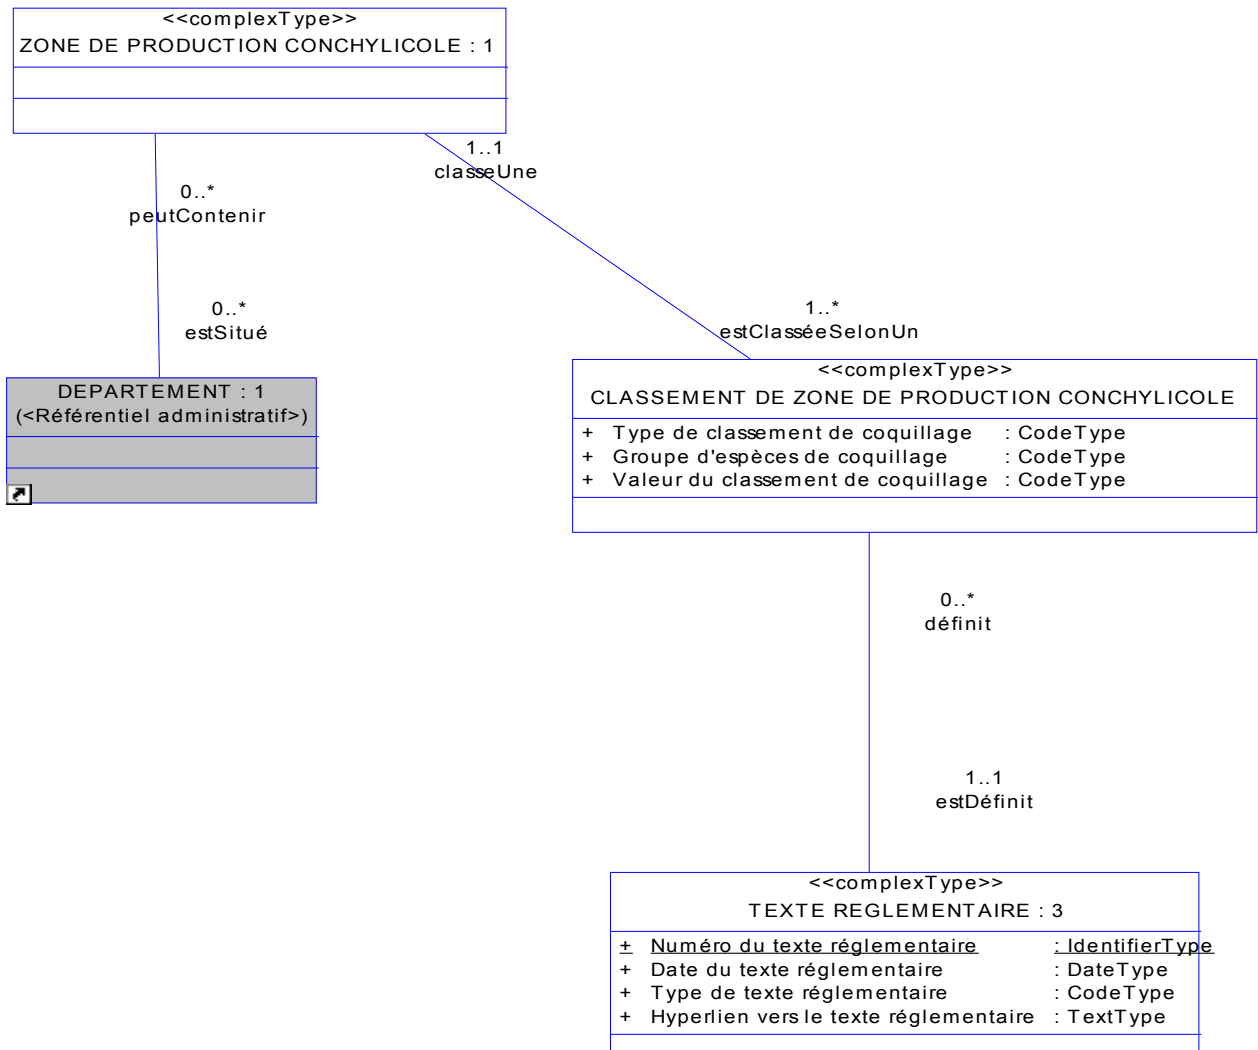 <<complexType>>
ZONE DE PRODUCTION CONCHYLICOLE : 1
1..1
classeUne
0..*
peutContenir
0..*
estSitué
1..*
estClasséeSelonUn
DEPARTEMENT : 1
(<Référentiel administratif>)
<<complexType>>
CLASSEMENT DE ZONE DE PRODUCTION CONCHYLICOLE
+ Type de classement de coquillage : CodeType
+ Groupe d'espèces de coquillage : CodeType
+ Valeur du classement de coquillage : CodeType
0..*
définit
1..1
estDéfinit
<<complexType>>
TEXTE REGLEMENTAIRE : 3
+ Numéro du texte réglementaire : IdentifierType
+ Date du texte réglementaire : DateType
+ Type de texte réglementaire : CodeType
+ Hyperlien vers le texte réglementaire : TextType